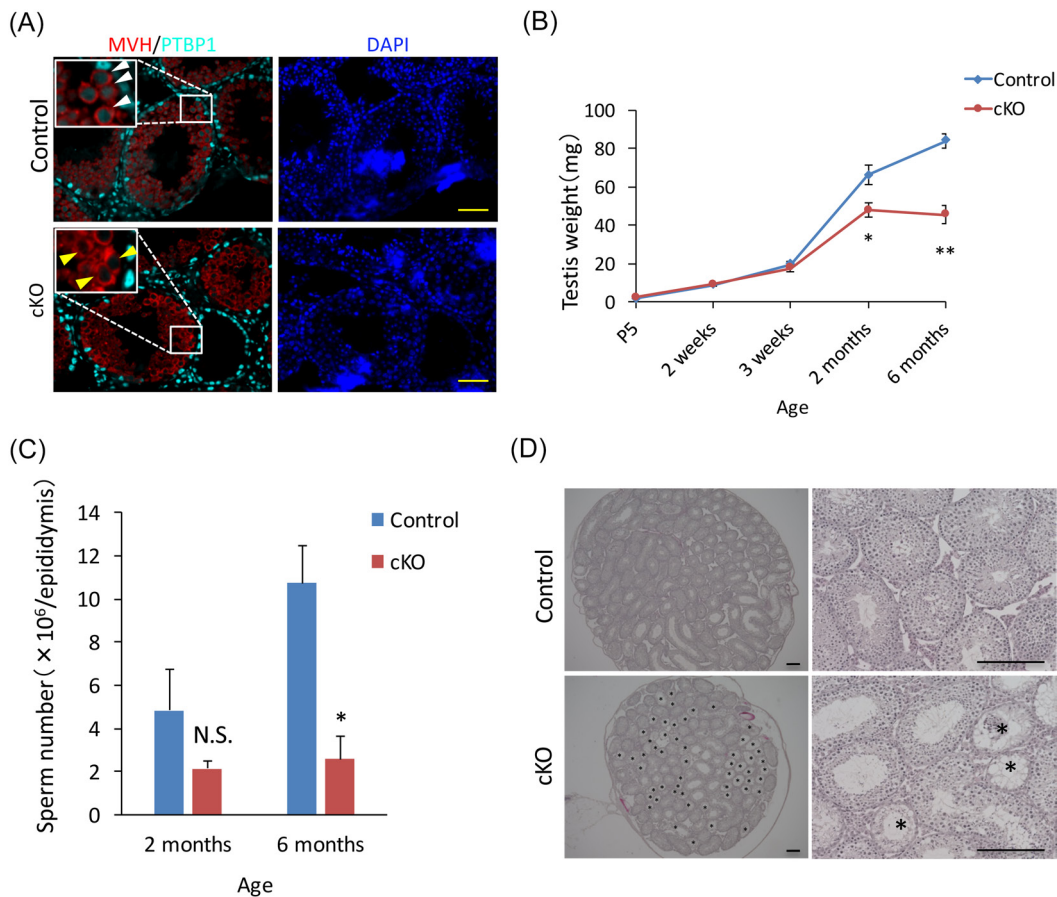 (A)
MVH/PTBP1
DAPI
Control
cKO
(B)
Control
cKO
Testis weight(mg)
100
80
60
40
20
0
P5
2 weeks
3 weeks
2 months
6 months
*
**
Age
(C)
Sperm number(×10⁶/epididymis)
14
12
10
8
6
4
2
0
Control
cKO
N.S.
*
2 months
6 months
Age
(D)
Control
cKO
*
*
*